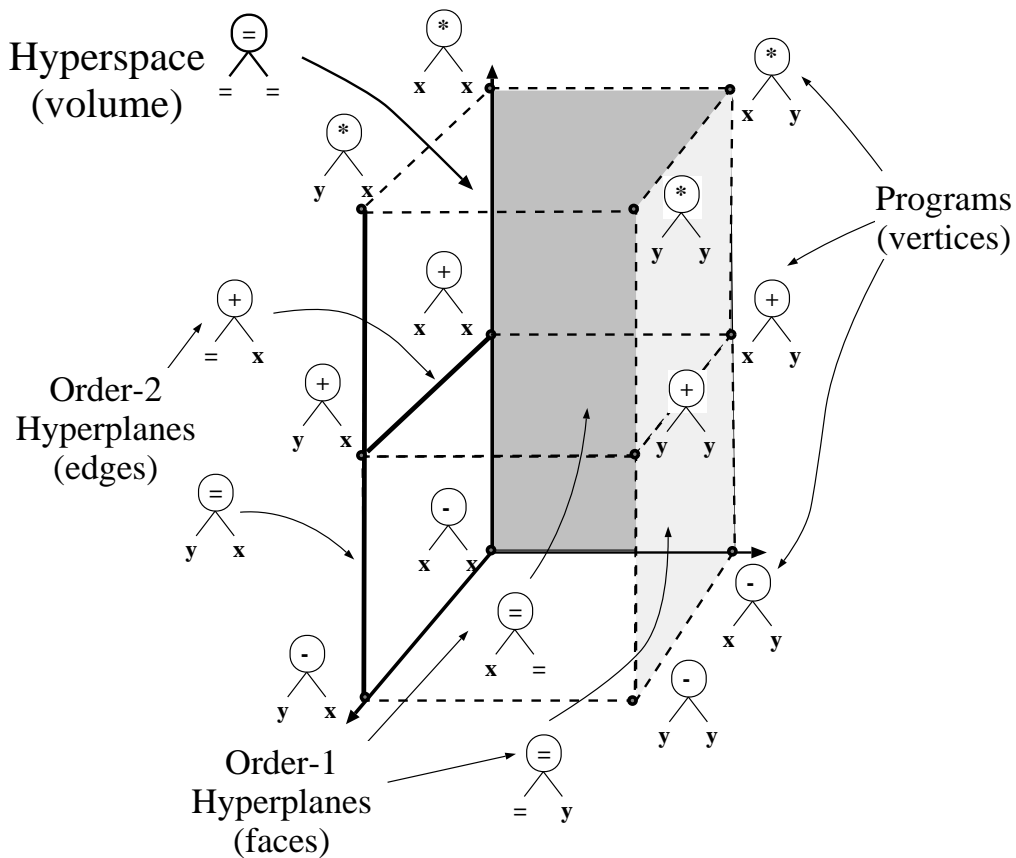 Hyperspace
(volume)
=
= =
*
x x
*
x y
*
y x
*
y y
Programs
(vertices)
+
x x
+
x y
+
= x
Order-2
Hyperplanes
(edges)
+
y x
+
y y
=
y x
-
x x
-
x y
=
x =
-
y x
-
y y
Order-1
Hyperplanes
(faces)
=
= y